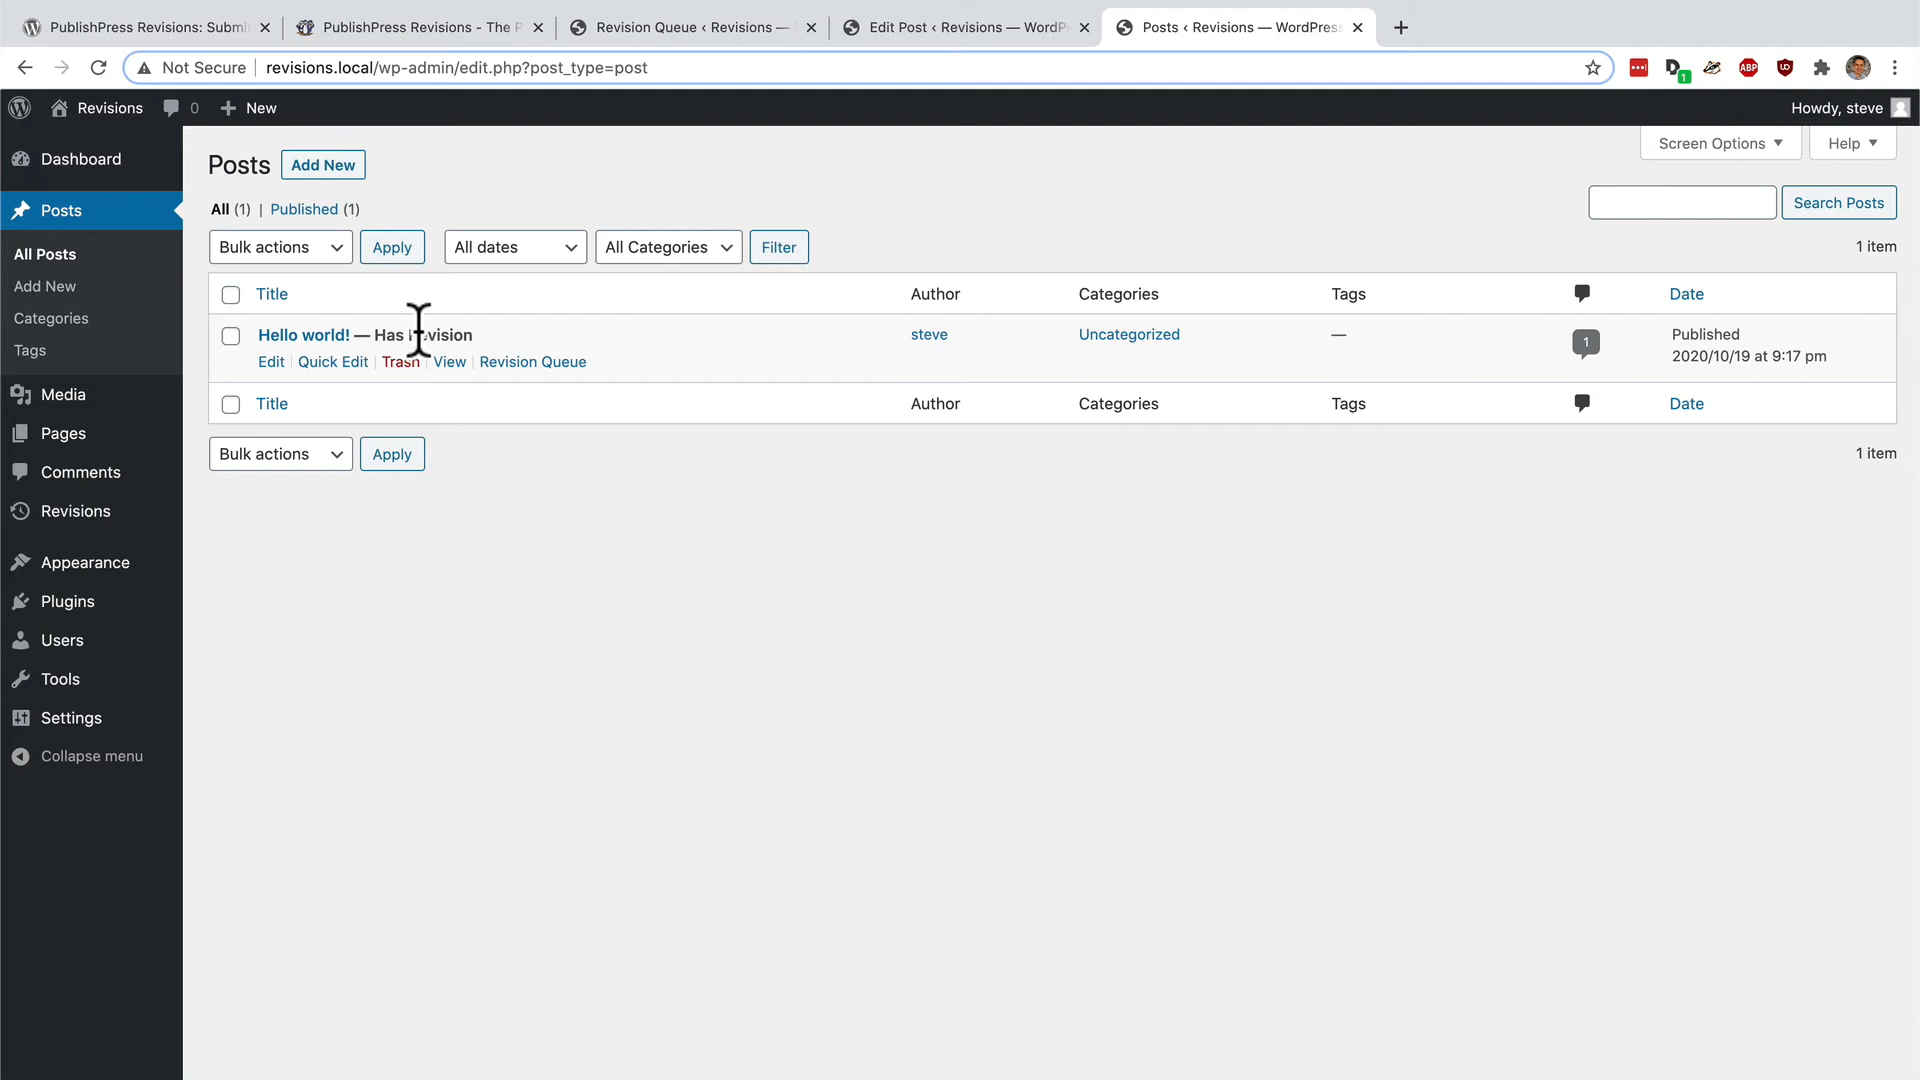 PublishPress Revisions: Submi
PublishPress Revisions - The P
Revision Queue ‹ Revisions —
Edit Post ‹ Revisions — WordP
Posts ‹ Revisions — WordPress
Not Secure revisions.local/wp-admin/edit.php?post_type=post
1
ABP
Revisions 0 New
Howdy, steve
Dashboard
Posts
All Posts
Add New
Categories
Tags
Media
Pages
Comments
Revisions
Appearance
Plugins
Users
Tools
Settings
Collapse menu
Screen Options Help
Posts Add New
All (1) | Published (1)
Search Posts
Bulk actions Apply All dates All Categories Filter 1 item
Title Author Categories Tags Date
Hello world! — Has Revision steve Uncategorized — 1 Published
2020/10/19 at 9:17 pm
Edit | Quick Edit | Trash | View | Revision Queue
Title Author Categories Tags Date
Bulk actions Apply 1 item